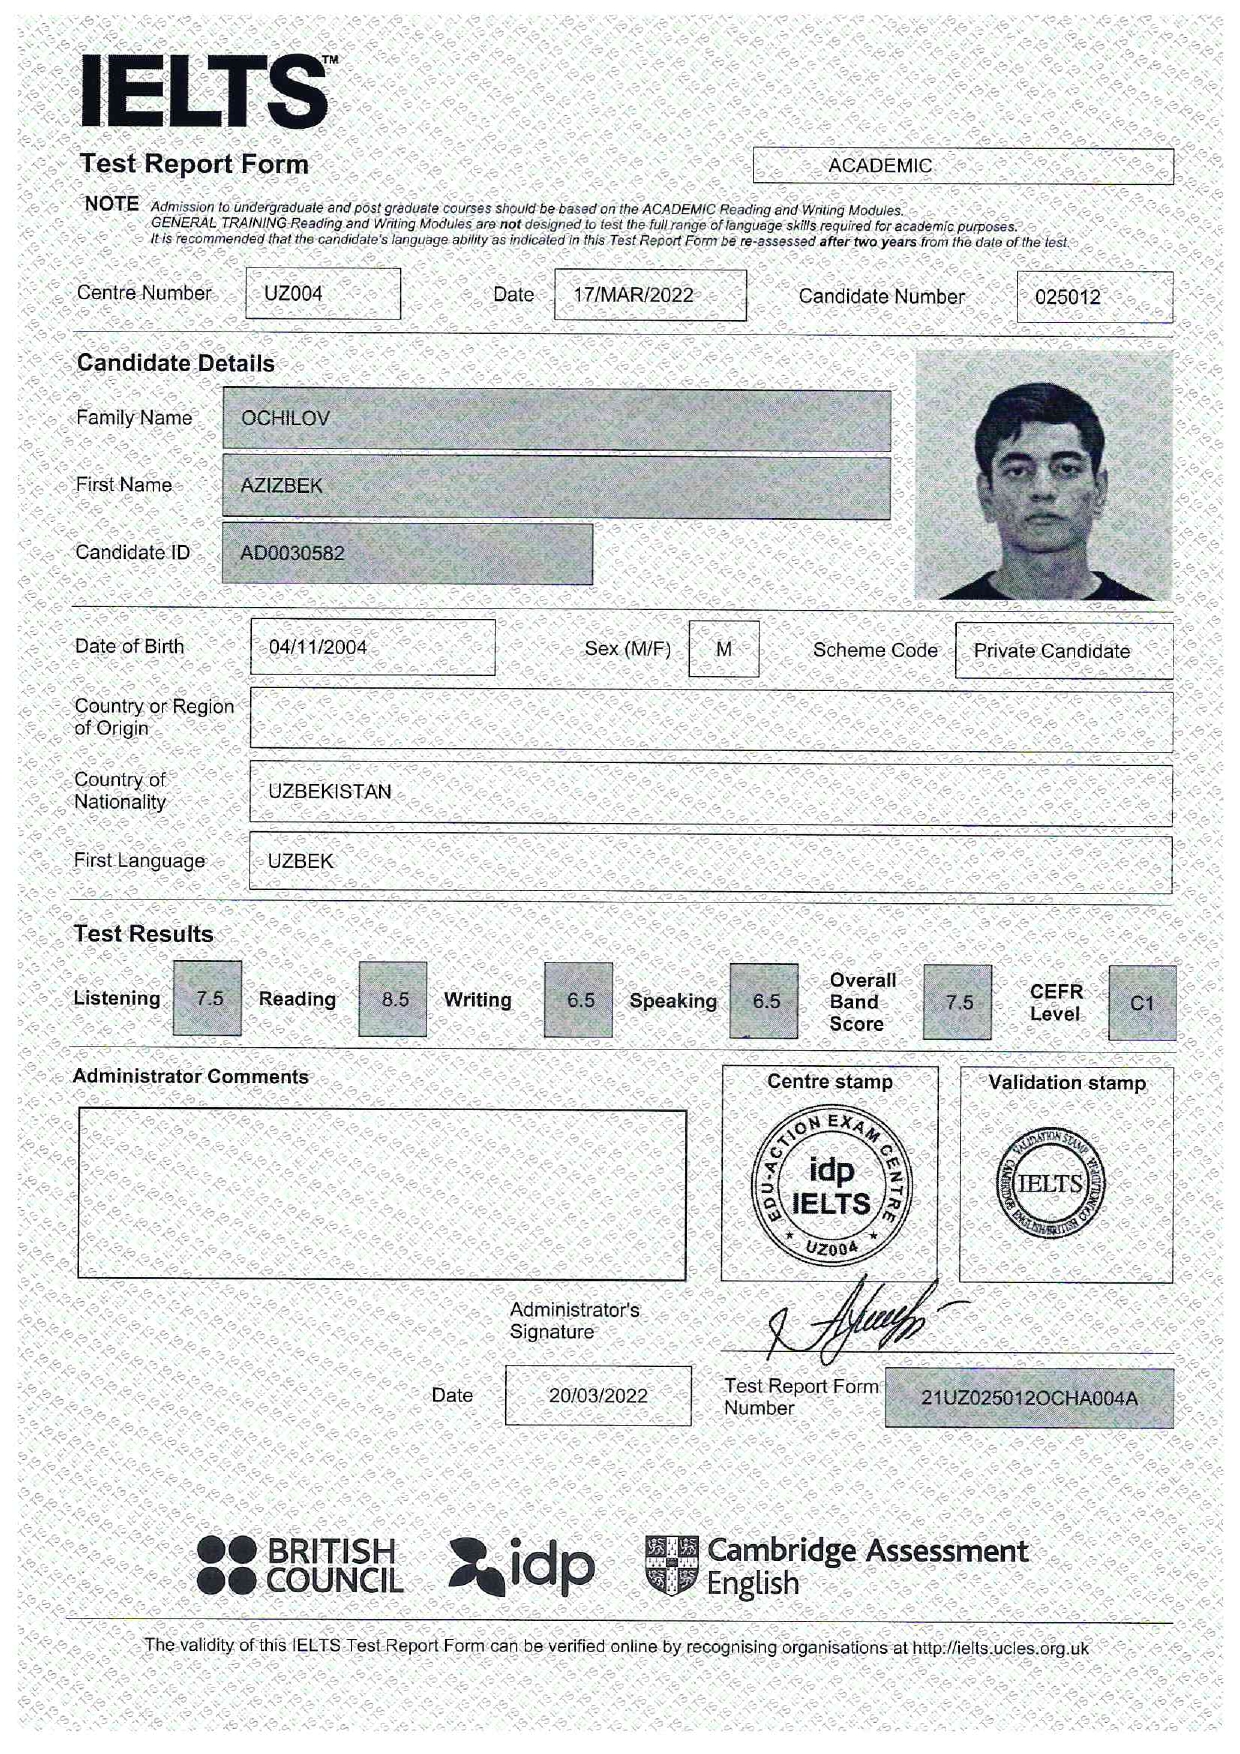 IELTS™
Test Report Form
ACADEMIC
NOTE Admission to undergraduate and post graduate courses should be based on the ACADEMIC Reading and Writing Modules.
GENERAL TRAINING Reading and Writing Modules are not designed to test the full range of language skills required for academic purposes.
It is recommended that the candidate's language ability as indicated in this Test Report Form be re-assessed after two years from the date of the test.
Centre Number UZ004 Date 17/MAR/2022 Candidate Number 025012
Candidate Details
Family Name OCHILOV
First Name AZIZBEK
Candidate ID AD0030582
Date of Birth 04/11/2004 Sex (M/F) M Scheme Code Private Candidate
Country or Region
of Origin
Country of
Nationality
UZBEKISTAN
First Language UZBEK
Test Results
Listening 7.5 Reading 8.5 Writing 6.5 Speaking 6.5
Overall
Band
Score
7.5
CEFR
Level
C1
Administrator Comments
Centre stamp
EDU-ACTION EXAM CENTRE
idp
IELTS
★ UZ004 ★
Validation stamp
VALIDATION STAMP
IELTS
Administrator's
Signature
Date 20/03/2022
Test Report Form
Number
21UZ025012OCHA004A
BRITISH
COUNCIL
idp
Cambridge Assessment
English
The validity of this IELTS Test Report Form can be verified online by recognising organisations at http://ielts.ucles.org.uk